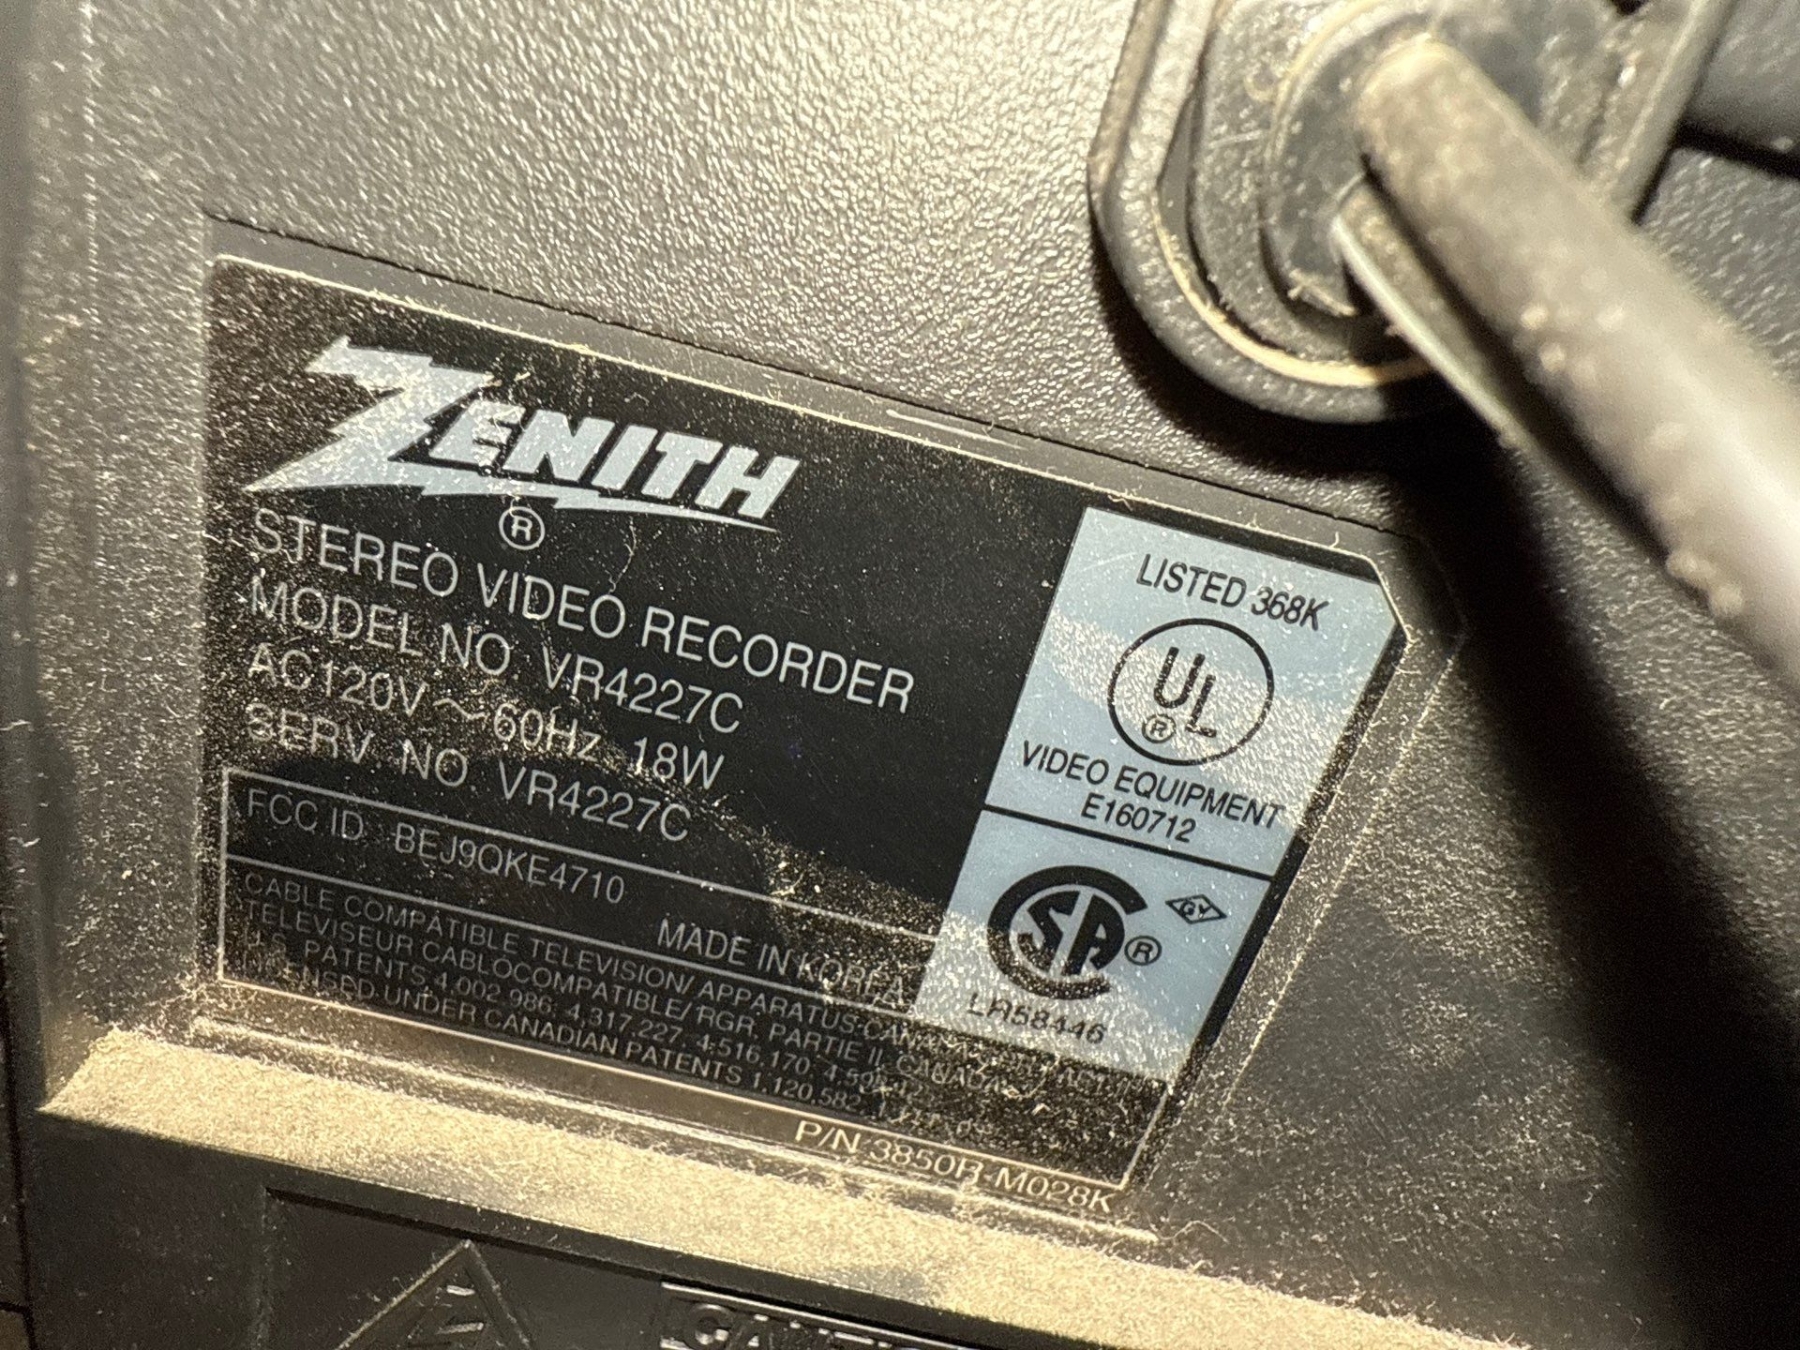 ZENITH
®
STEREO VIDEO RECORDER
MODEL NO. VR4227C
AC120V ~ 60Hz 18W
SERV. NO. VR4227C
FCC ID: BEJ9QKE4710
MADE IN KOREA
CABLE COMPATIBLE TELEVISION/ APPARATUS-CANADA
TELEVISEUR CABLOCOMPATIBLE/ RGR. PARTIE II, CANADA
U.S. PATENTS 4,002,986; 4,317,227, 4,516,170;
LICENSED UNDER CANADIAN PATENTS 1,120,582,
P/N 3850R-M028K
LISTED 368K
UL ®
VIDEO EQUIPMENT
E160712
SA ®
LR58446